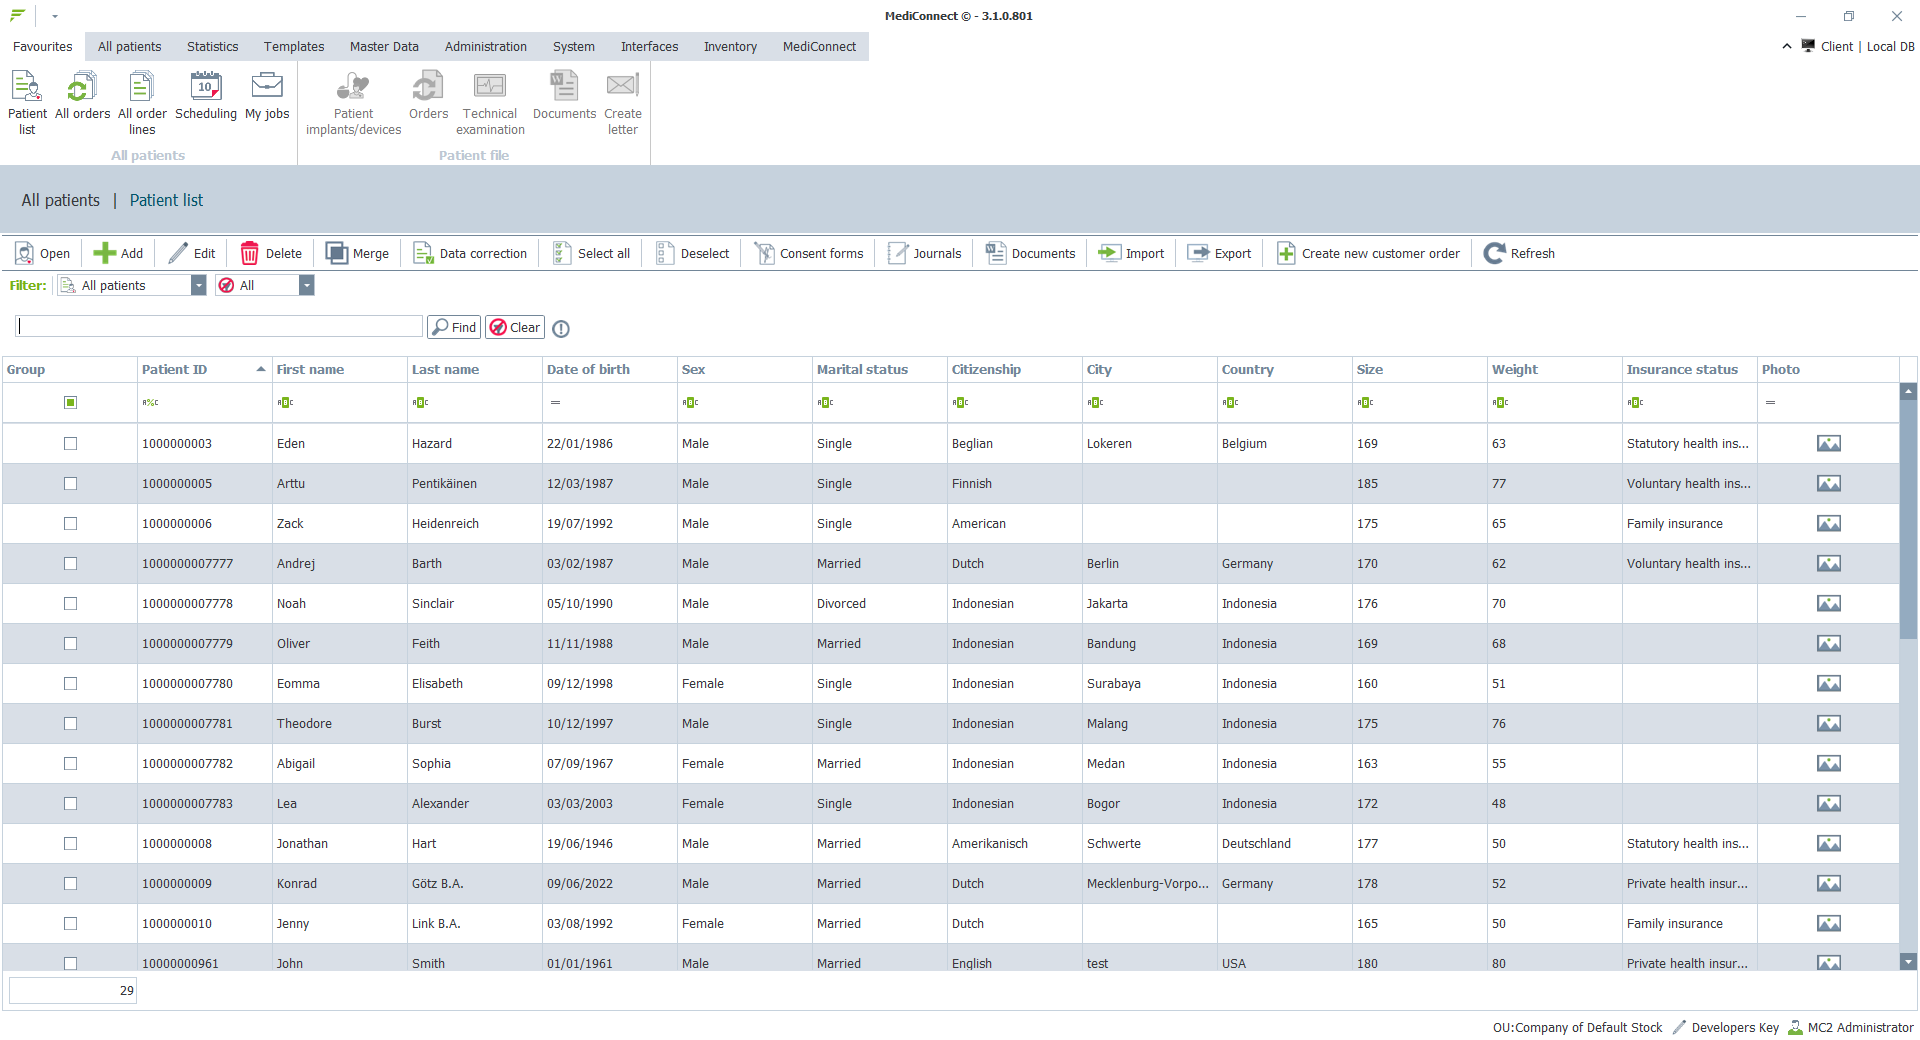 MediConnect © - 3.1.0.801
Favourites All patients Statistics Templates Master Data Administration System Interfaces Inventory MediConnect
Client | Local DB
Patient list All orders All order lines Scheduling My jobs Patient implants/devices Orders Technical examination Documents Create letter
All patients Patient file
All patients | Patient list
Open Add Edit Delete Merge Data correction Select all Deselect Consent forms Journals Documents Import Export Create new customer order Refresh
Filter: All patients All
Find Clear
Group Patient ID First name Last name Date of birth Sex Marital status Citizenship City Country Size Weight Insurance status Photo
1000000003 Eden Hazard 22/01/1986 Male Single Beglian Lokeren Belgium 169 63 Statutory health ins...
1000000005 Arttu Pentikäinen 12/03/1987 Male Single Finnish 185 77 Voluntary health ins...
1000000006 Zack Heidenreich 19/07/1992 Male Single American 175 65 Family insurance
1000000007777 Andrej Barth 03/02/1987 Male Married Dutch Berlin Germany 170 62 Voluntary health ins...
1000000007778 Noah Sinclair 05/10/1990 Male Divorced Indonesian Jakarta Indonesia 176 70
1000000007779 Oliver Feith 11/11/1988 Male Married Indonesian Bandung Indonesia 169 68
1000000007780 Eomma Elisabeth 09/12/1998 Female Single Indonesian Surabaya Indonesia 160 51
1000000007781 Theodore Burst 10/12/1997 Male Single Indonesian Malang Indonesia 175 76
1000000007782 Abigail Sophia 07/09/1967 Female Married Indonesian Medan Indonesia 163 55
1000000007783 Lea Alexander 03/03/2003 Female Single Indonesian Bogor Indonesia 172 48
1000000008 Jonathan Hart 19/06/1946 Male Married Amerikanisch Schwerte Deutschland 177 50 Statutory health ins...
1000000009 Konrad Götz B.A. 09/06/2022 Male Married Dutch Mecklenburg-Vorpo... Germany 178 52 Private health insur...
1000000010 Jenny Link B.A. 03/08/1992 Female Married Dutch 165 50 Family insurance
10000000961 John Smith 01/01/1961 Male Married English test USA 180 80 Private health insur...
29
OU:Company of Default Stock Developers Key MC2 Administrator